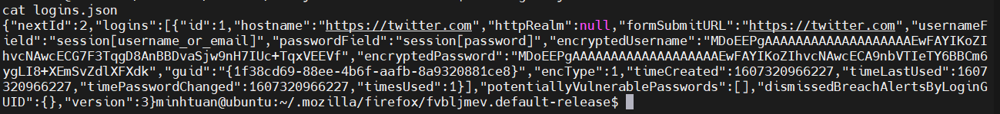 cat logins.json
{"nextId":2,"logins":[{"id":1,"hostname":"https://twitter.com","httpRealm":null,"formSubmitURL":"https://twitter.com","usernameF
ield":"session[username_or_email]","passwordField":"session[password]","encryptedUsername":"MDoEEPgAAAAAAAAAAAAAAAAAAAEwFAYIKoZI
hvcNAwcECG7F3TqgD8AnBBDvaSjw9nH7IUc+TqxVEEVf","encryptedPassword":"MDoEEPgAAAAAAAAAAAAAAAAAAAEwFAYIKoZIhvcNAwcECA9nbVTIeTY6BBCm6
ygLI8+XEmSvZdlXFXdk","guid":"{1f38cd69-88ee-4b6f-aafb-8a9320881ce8}","encType":1,"timeCreated":1607320966227,"timeLastUsed":1607
320966227,"timePasswordChanged":1607320966227,"timesUsed":1}],"potentiallyVulnerablePasswords":[],"dismissedBreachAlertsByLoginG
UID":{},"version":3}minhtuan@ubuntu:~/.mozilla/firefox/fvbljmev.default-release$